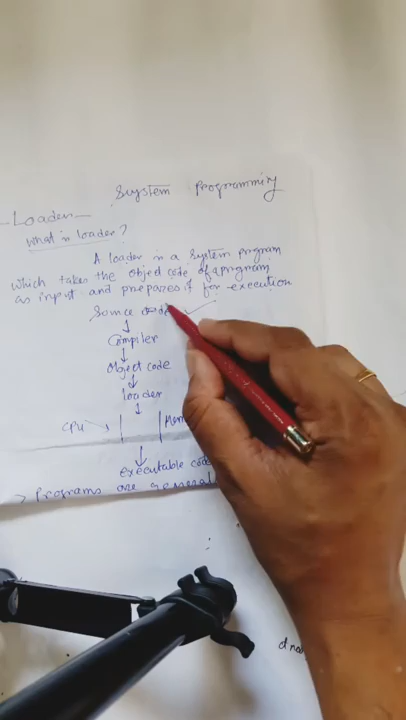 System Programming
Loader
What is loader?
A loader is a System program
which takes the object code of a program
as input and prepares it for execution
Source code
Compiler
Object code
loader
CPU
executable code
> Programs are